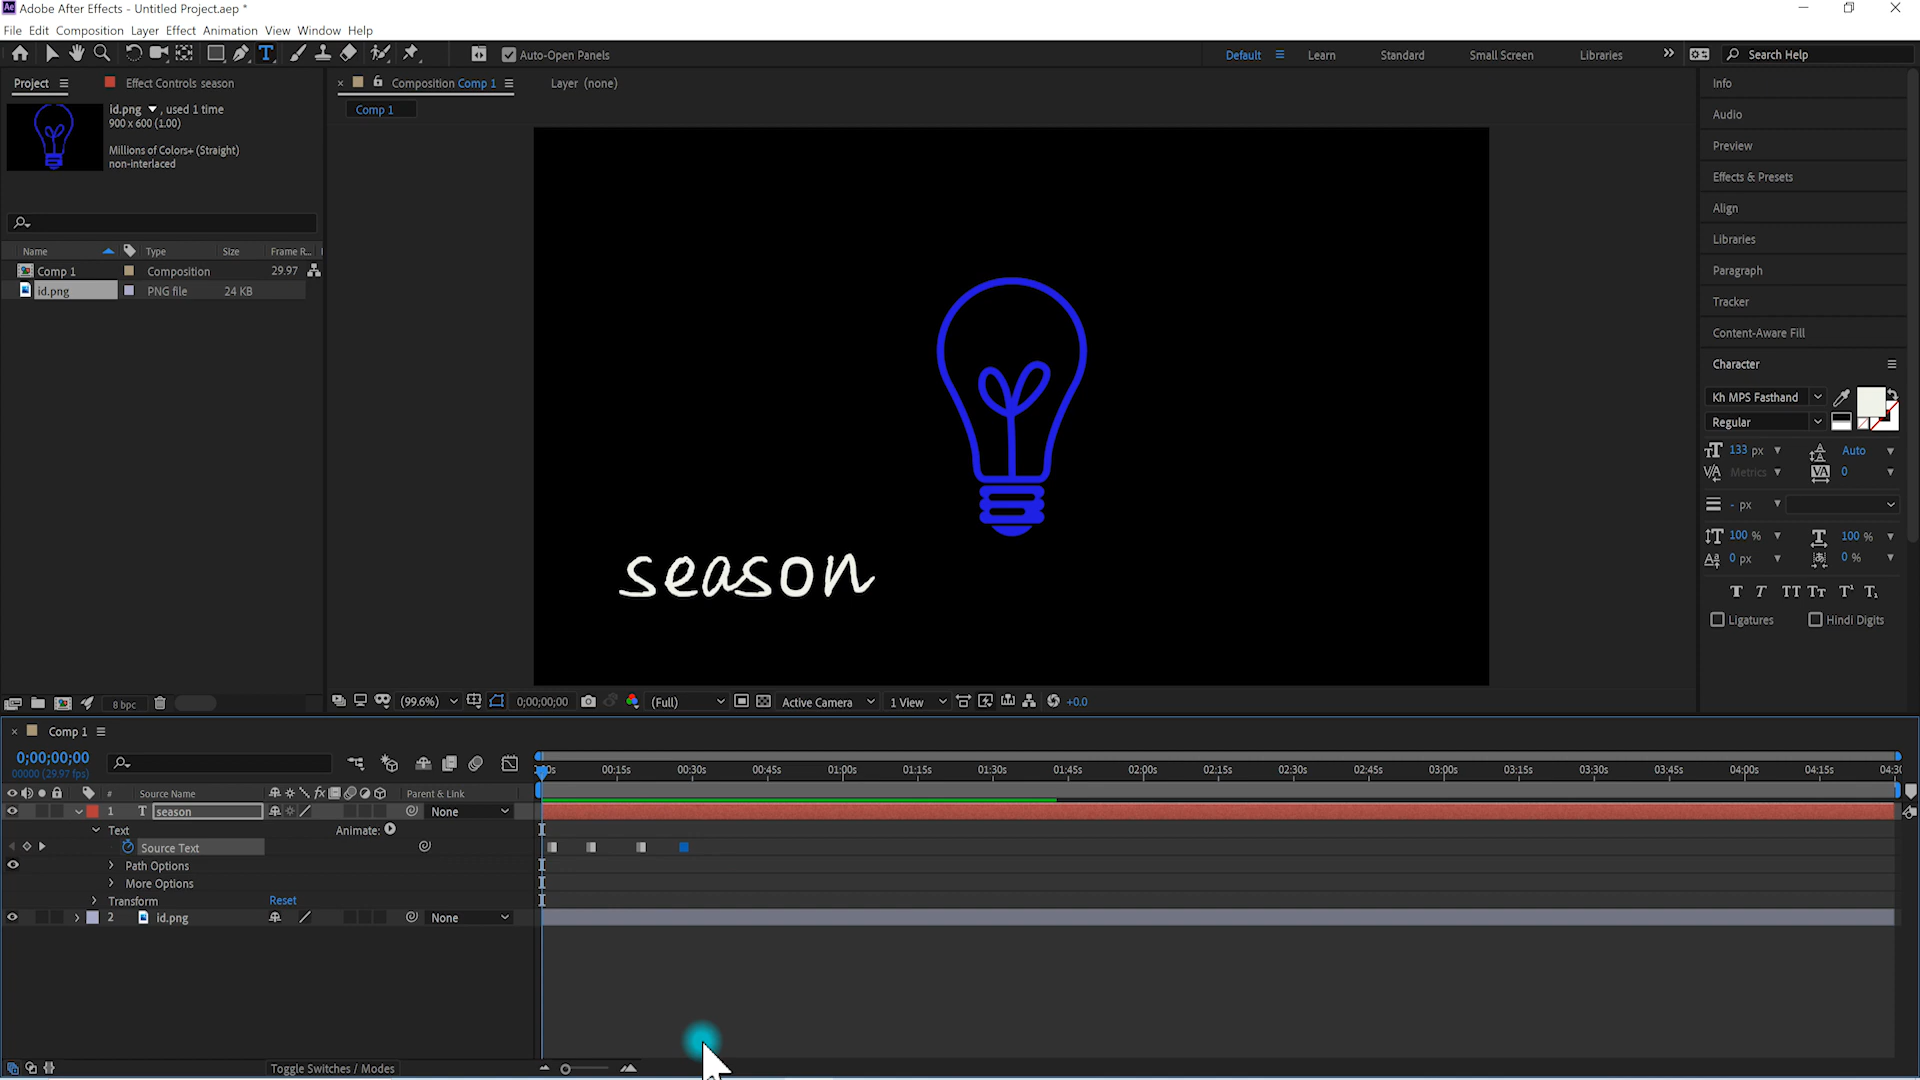 Adobe After Effects - Untitled Project.aep *
File Edit Composition Layer Effect Animation View Window Help
Auto-Open Panels
Default Learn Standard Small Screen Libraries Search Help
Project Effect Controls season
id.png , used 1 time
900 x 600 (1.00)
Millions of Colors+ (Straight)
non-interlaced
Name Type Size Frame R...
Comp 1 Composition 29.97
id.png PNG file 24 KB
8 bpc
Composition Comp 1 Layer (none)
Comp 1
season
(99.6%) 0;00;00;00 (Full) Active Camera 1 View +0.0
Info
Audio
Preview
Effects & Presets
Align
Libraries
Paragraph
Tracker
Content-Aware Fill
Character
Kh MPS Fasthand
Regular
133 px Auto
Metrics 0
- px
100 % 100 %
0 px 0 %
Ligatures Hindi Digits
Comp 1
0;00;00;00
00000 (29.97 fps)
00:15s 00:30s 00:45s 01:00s 01:15s 01:30s 01:45s 02:00s 02:15s 02:30s 02:45s 03:00s 03:15s 03:30s 03:45s 04:00s 04:15s 04:30
# Source Name Parent & Link
1 T season None
Text Animate:
Source Text
Path Options
More Options
Transform Reset
2 id.png None
Toggle Switches / Modes